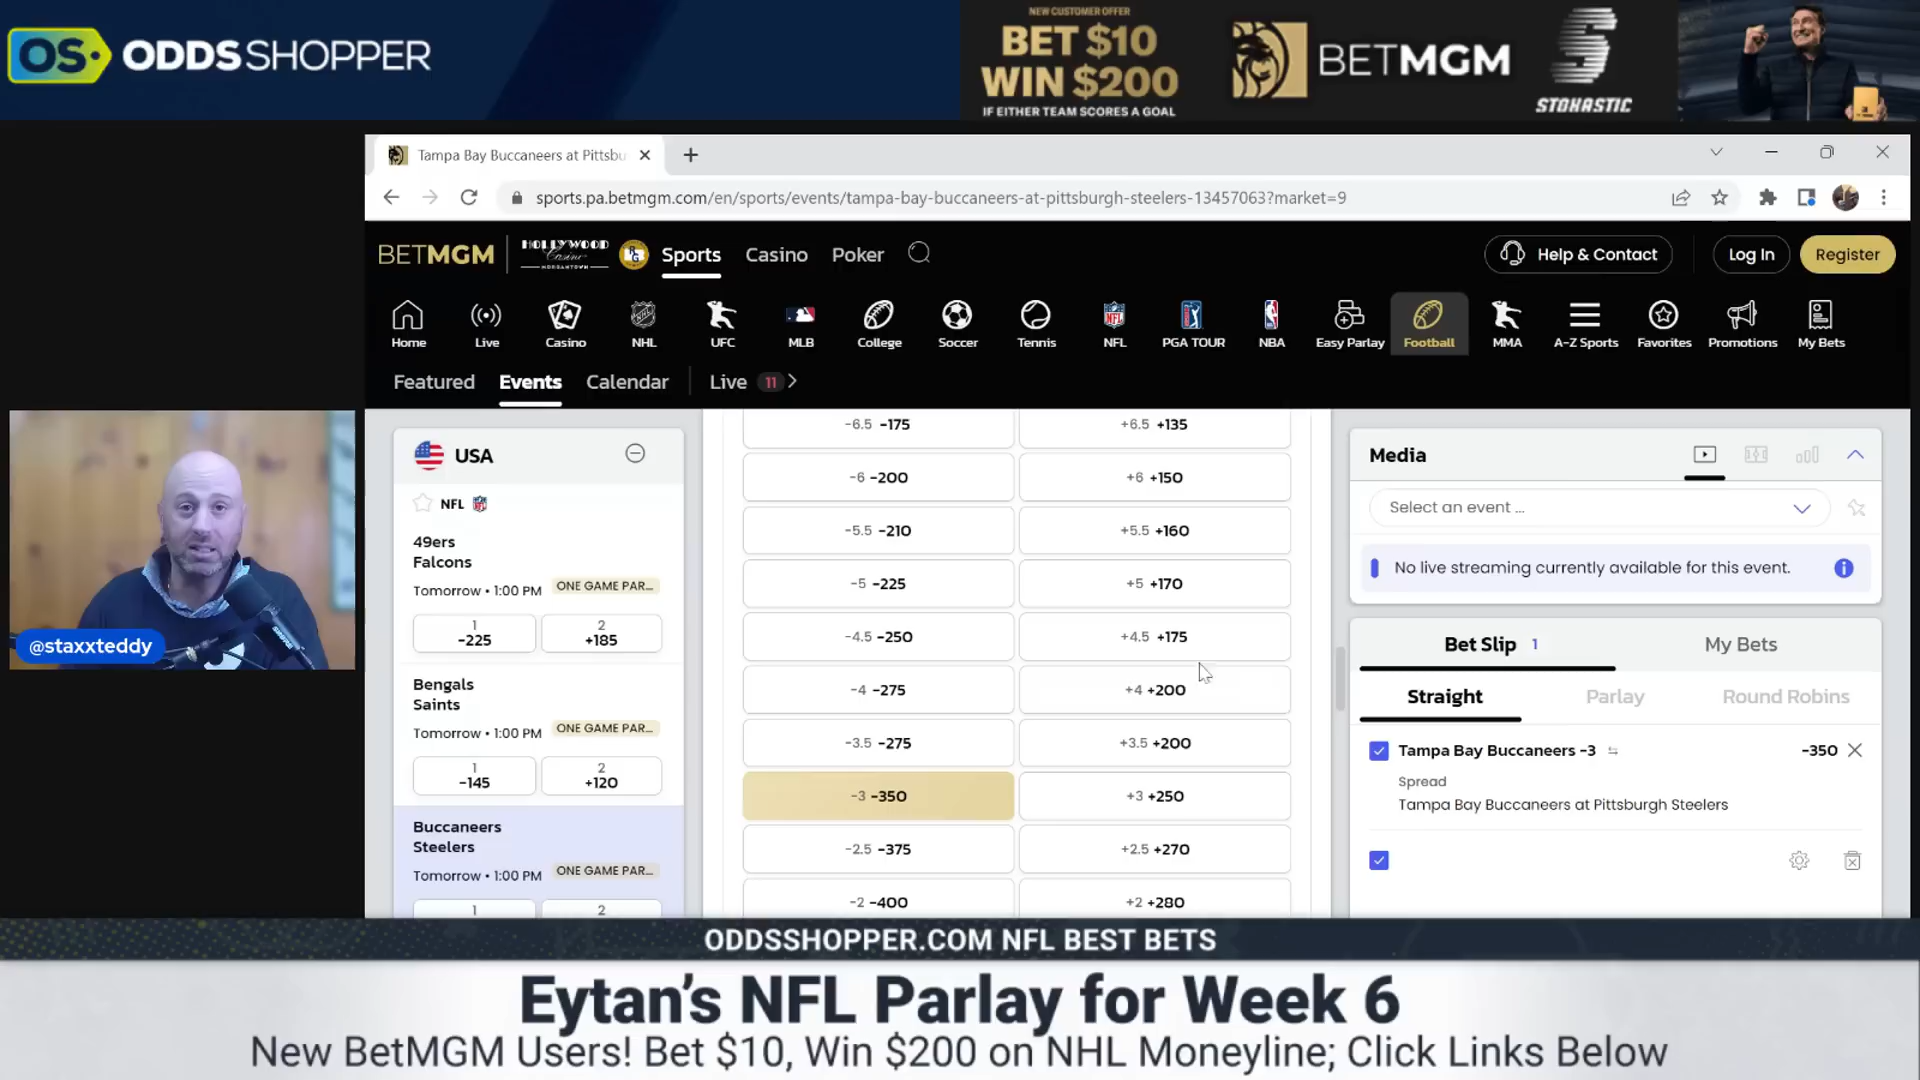 OS ODDSSHOPPER
NEW CUSTOMER OFFER
BET $10
WIN $200
IF EITHER TEAM SCORES A GOAL
BETMGM
STOKASTIC
Tampa Bay Buccaneers at Pittsbu
sports.pa.betmgm.com/en/sports/events/tampa-bay-buccaneers-at-pittsburgh-steelers-13457063?market=9
BETMGM
HOLLYWOOD
Casino
MORGANTOWN
RG
Sports Casino Poker
Help & Contact Log In Register
Home Live Casino NHL UFC MLB College Soccer Tennis NFL PGA TOUR NBA Easy Parlay Football MMA A-Z Sports Favorites Promotions My Bets
Featured Events Calendar Live 11
USA
NFL
49ers
Falcons
Tomorrow • 1:00 PM ONE GAME PAR...
1 2
-225 +185
Bengals
Saints
Tomorrow • 1:00 PM ONE GAME PAR...
1 2
-145 +120
Buccaneers
Steelers
Tomorrow • 1:00 PM ONE GAME PAR...
1 2
-6.5 -175 +6.5 +135
-6 -200 +6 +150
-5.5 -210 +5.5 +160
-5 -225 +5 +170
-4.5 -250 +4.5 +175
-4 -275 +4 +200
-3.5 -275 +3.5 +200
-3 -350 +3 +250
-2.5 -375 +2.5 +270
-2 -400 +2 +280
Media
Select an event ...
No live streaming currently available for this event.
Bet Slip 1 My Bets
Straight Parlay Round Robins
Tampa Bay Buccaneers -3 -350
Spread
Tampa Bay Buccaneers at Pittsburgh Steelers
@staxxteddy
ODDSSHOPPER.COM NFL BEST BETS
Eytan's NFL Parlay for Week 6
New BetMGM Users! Bet $10, Win $200 on NHL Moneyline; Click Links Below